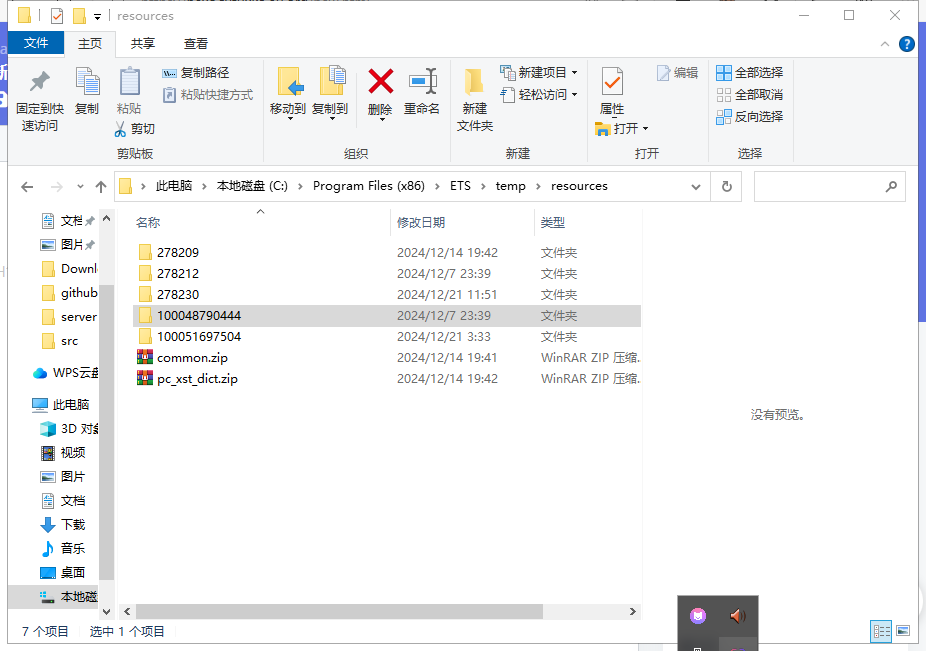 resources
文件 主页 共享 查看
固定到快速访问
复制
粘贴
复制路径
粘贴快捷方式
剪切
剪贴板
移动到 复制到 删除 重命名
组织
新建文件夹
新建项目
轻松访问
新建
属性
打开
编辑
打开
全部选择
全部取消
反向选择
选择
此电脑 > 本地磁盘 (C:) > Program Files (x86) > ETS > temp > resources
名称 修改日期 类型
278209 2024/12/14 19:42 文件夹
278212 2024/12/7 23:39 文件夹
278230 2024/12/21 11:51 文件夹
100048790444 2024/12/7 23:39 文件夹
100051697504 2024/12/21 3:33 文件夹
common.zip 2024/12/14 19:41 WinRAR ZIP 压缩.
pc_xst_dict.zip 2024/12/14 19:42 WinRAR ZIP 压缩.
文档
图片
Downl
github
server
src
WPS云盘
此电脑
3D 对象
视频
图片
文档
下载
音乐
桌面
本地磁
没有预览。
7 个项目 选中 1 个项目